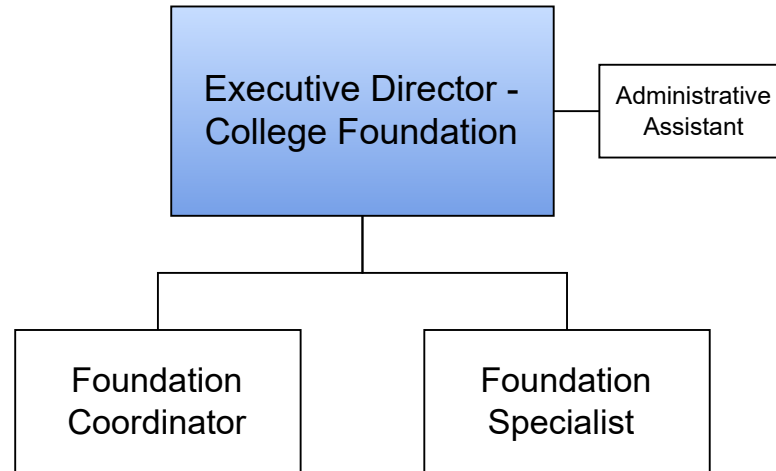 Executive Director -
College Foundation
Administrative
Assistant
Foundation
Coordinator
Foundation
Specialist